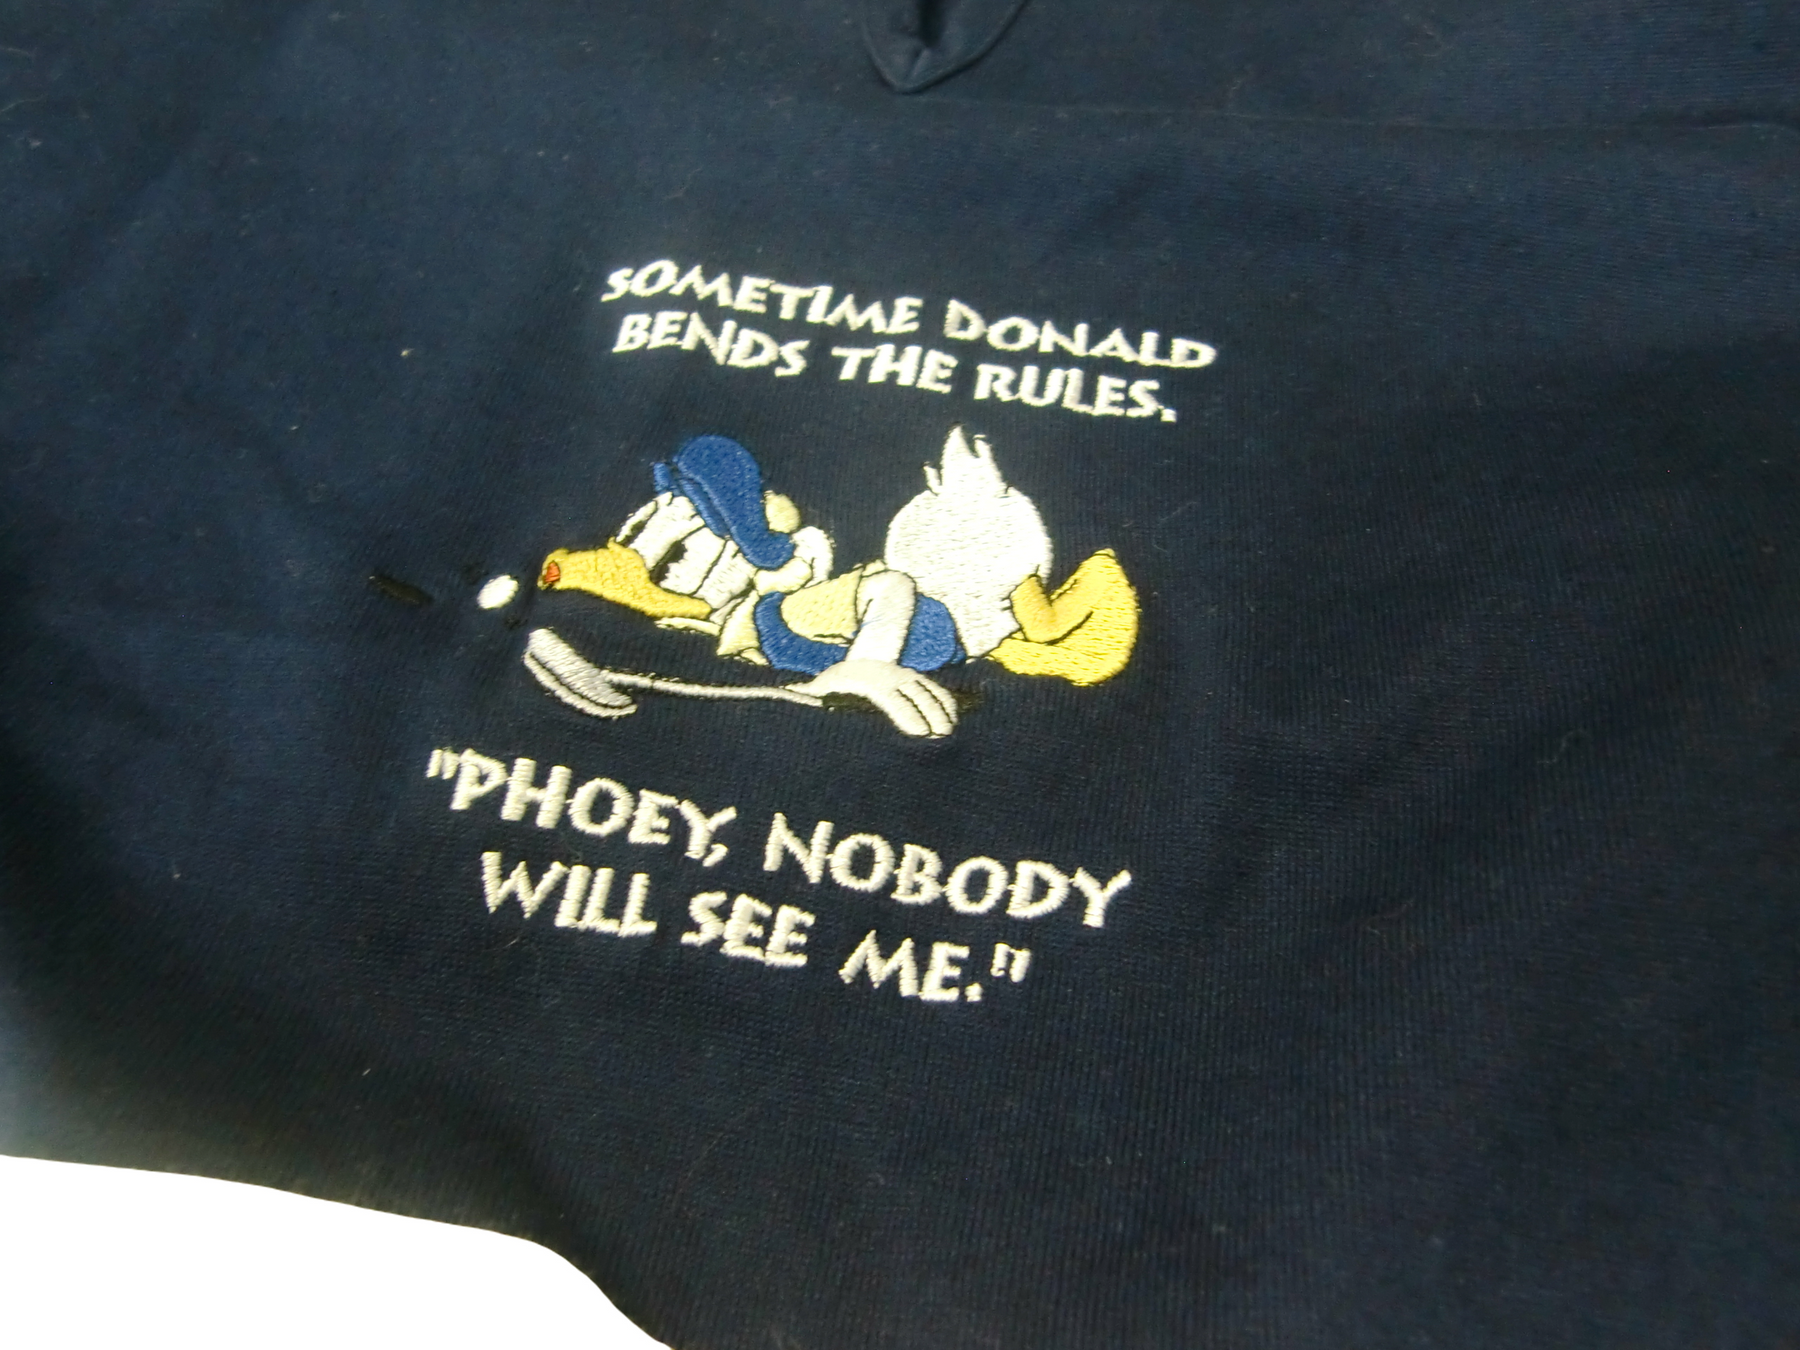 SOMETIME DONALD
BENDS THE RULES.
"PHOEY, NOBODY
WILL SEE ME."